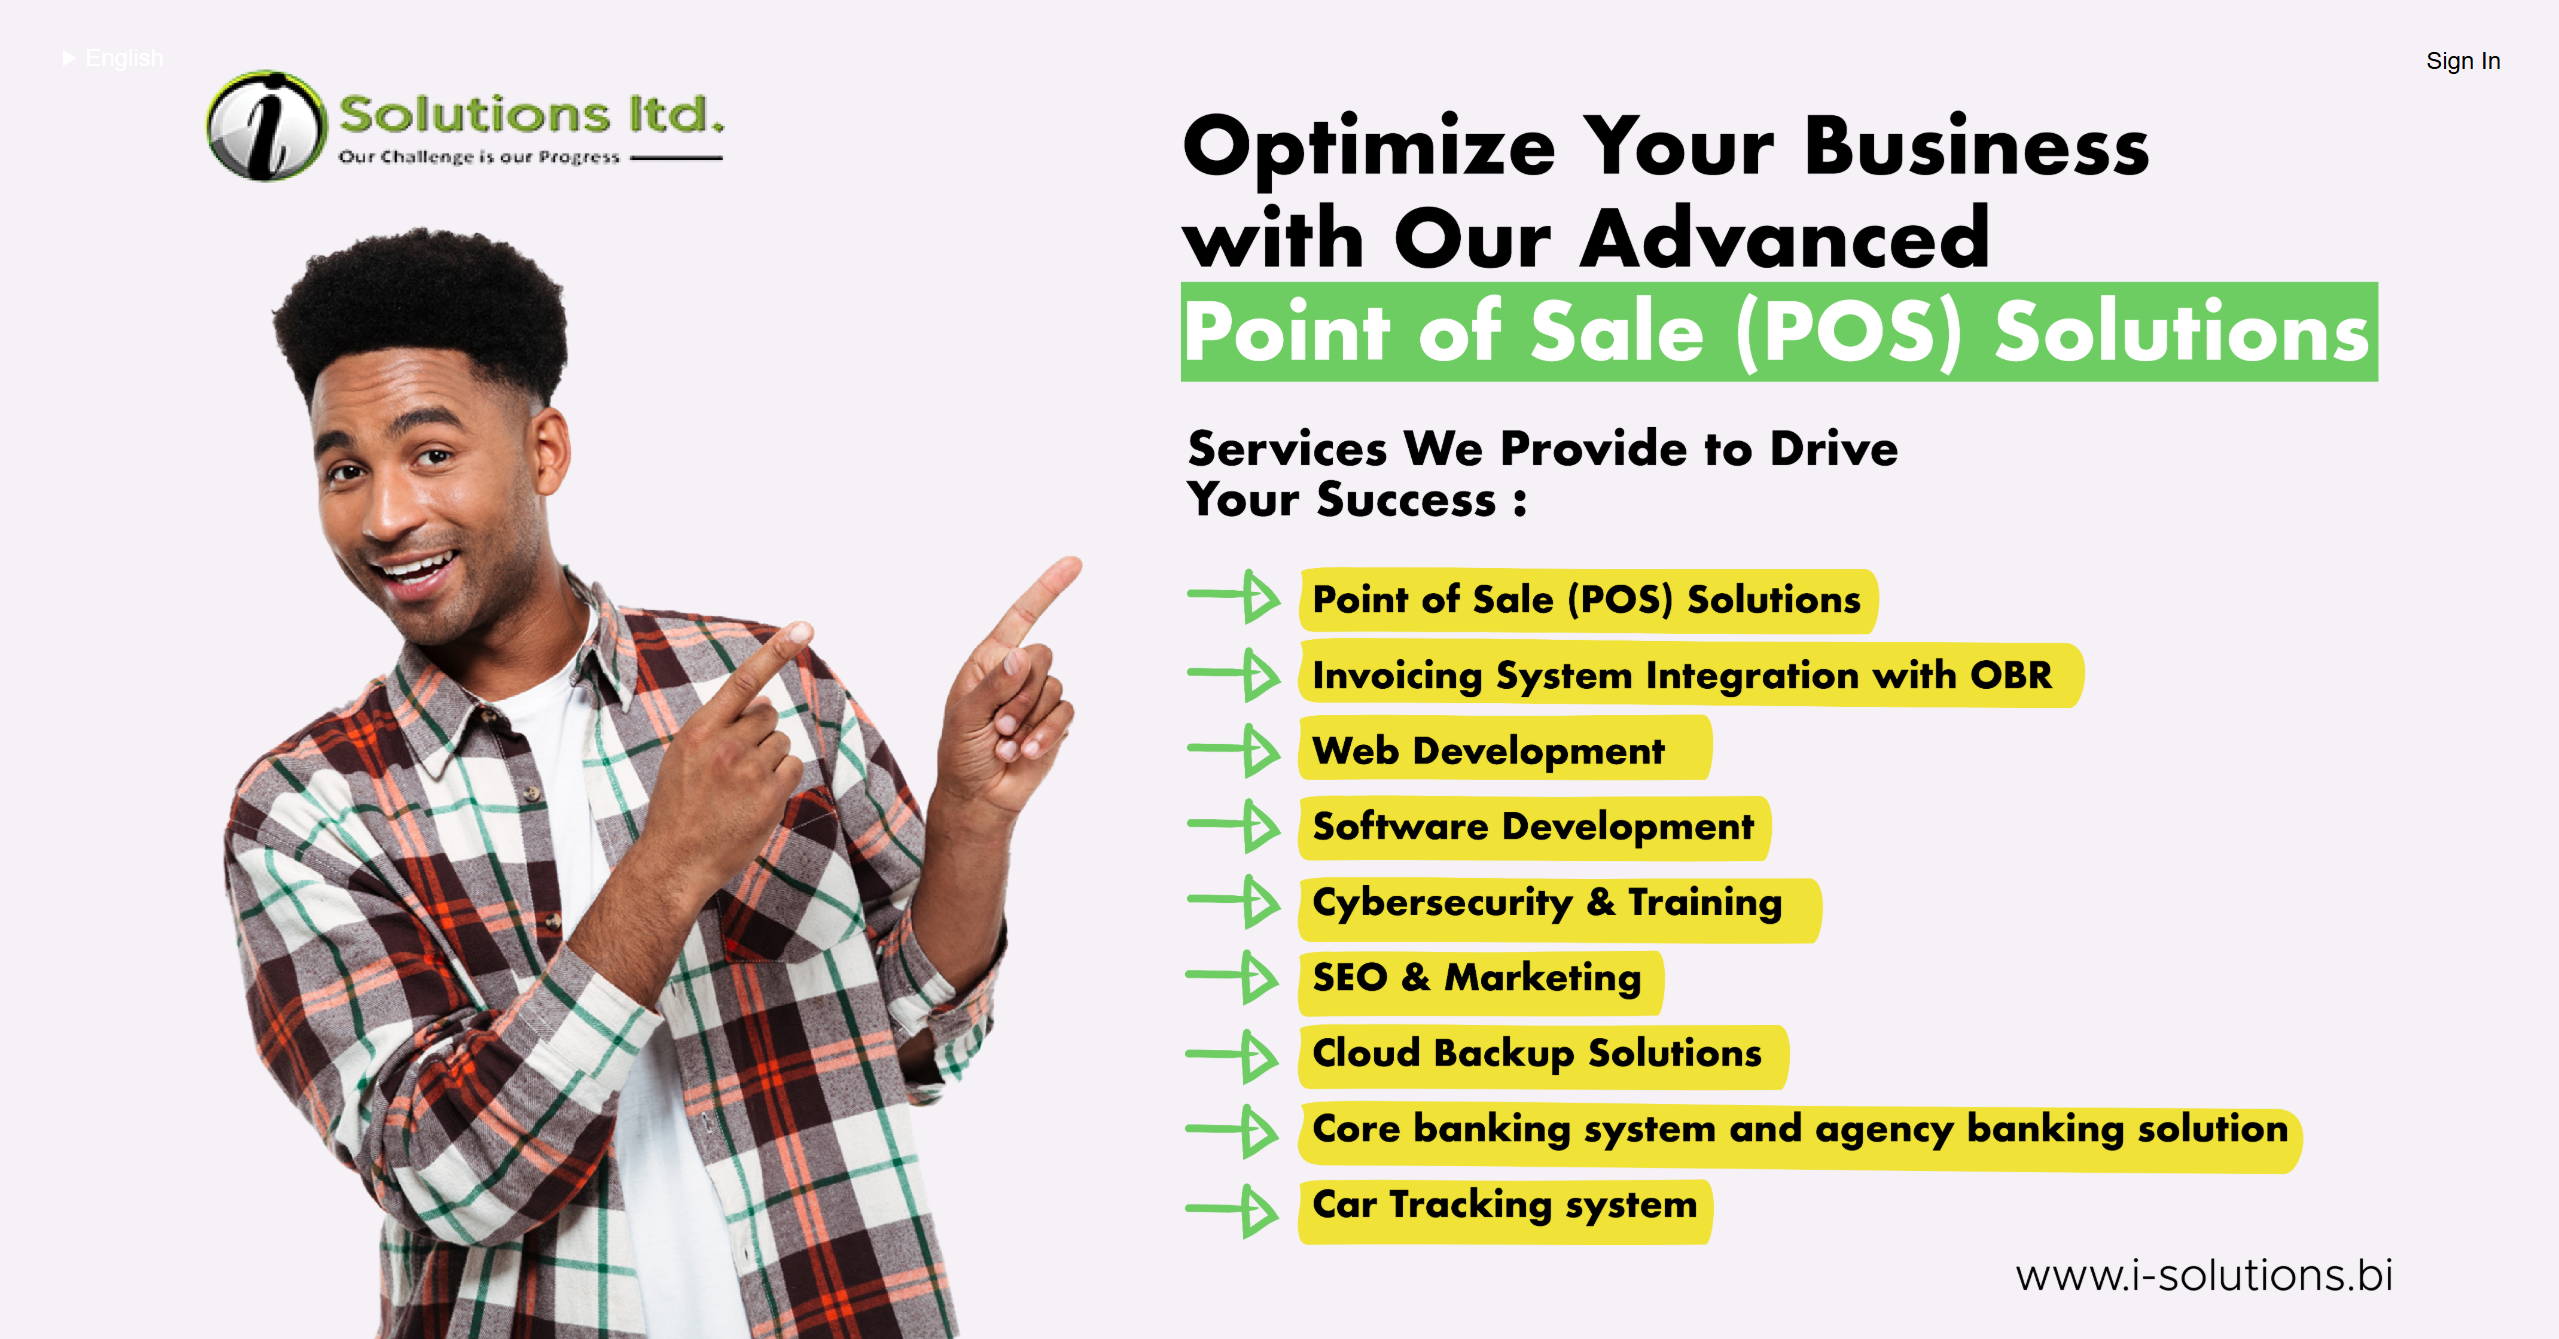 English
Sign In
i Solutions ltd.
Our Challenge is our Progress
Optimize Your Business
with Our Advanced
Point of Sale (POS) Solutions
Services We Provide to Drive
Your Success :
Point of Sale (POS) Solutions
Invoicing System Integration with OBR
Web Development
Software Development
Cybersecurity & Training
SEO & Marketing
Cloud Backup Solutions
Core banking system and agency banking solution
Car Tracking system
www.i-solutions.bi